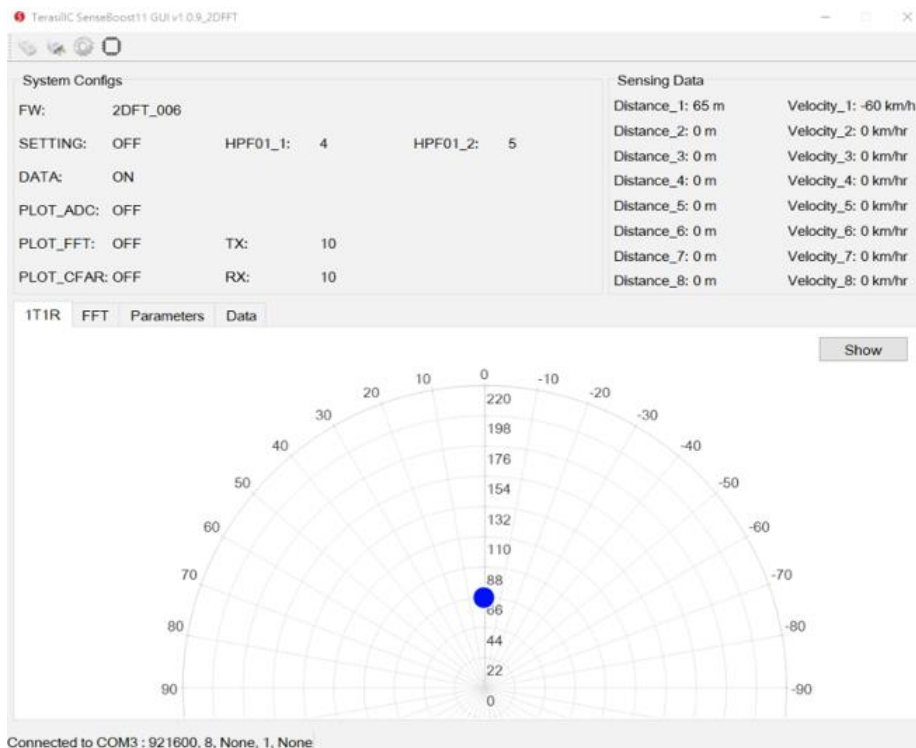 TerasilIC SenseBoost11 GUI v1.0.9_2DFFT
System Configs
FW: 2DFT_006
SETTING: OFF HPF01_1: 4 HPF01_2: 5
DATA: ON
PLOT_ADC: OFF
PLOT_FFT: OFF TX: 10
PLOT_CFAR: OFF RX: 10
Sensing Data
Distance_1: 65 m Velocity_1: -60 km/h
Distance_2: 0 m Velocity_2: 0 km/hr
Distance_3: 0 m Velocity_3: 0 km/hr
Distance_4: 0 m Velocity_4: 0 km/hr
Distance_5: 0 m Velocity_5: 0 km/hr
Distance_6: 0 m Velocity_6: 0 km/hr
Distance_7: 0 m Velocity_7: 0 km/hr
Distance_8: 0 m Velocity_8: 0 km/hr
1T1R FFT Parameters Data
Show
0
10 -10
20 -20
220
30 -30
198
40 -40
176
50 -50
154
132
60 -60
110
70 -70
88
66
80 -80
44
22
90 -90
0
Connected to COM3 : 921600, 8, None, 1, None